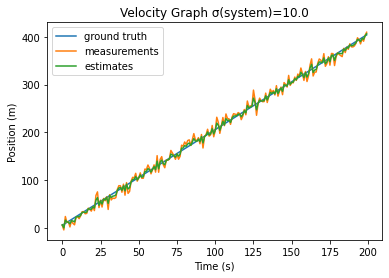 Velocity Graph σ(system)=10.0
ground truth
measurements
estimates
Position (m)
400
300
200
100
0
0 25 50 75 100 125 150 175 200
Time (s)